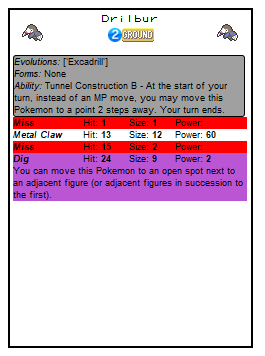 Drilbur
2 GROUND
Evolutions: ['Excadrill']
Forms: None
Ability: Tunnel Construction B - At the start of
your turn, instead of an MP move, you may move this
Pokemon to a point 2 steps away. Your turn ends.
Miss Hit: 1 Size: 1 Power:
Metal Claw Hit: 13 Size: 12 Power: 60
Miss Hit: 15 Size: 2 Power:
Dig Hit: 24 Size: 9 Power: 2
You can move this Pokemon to an open spot next to
an adjacent figure (or adjacent figures in succession to
the first).